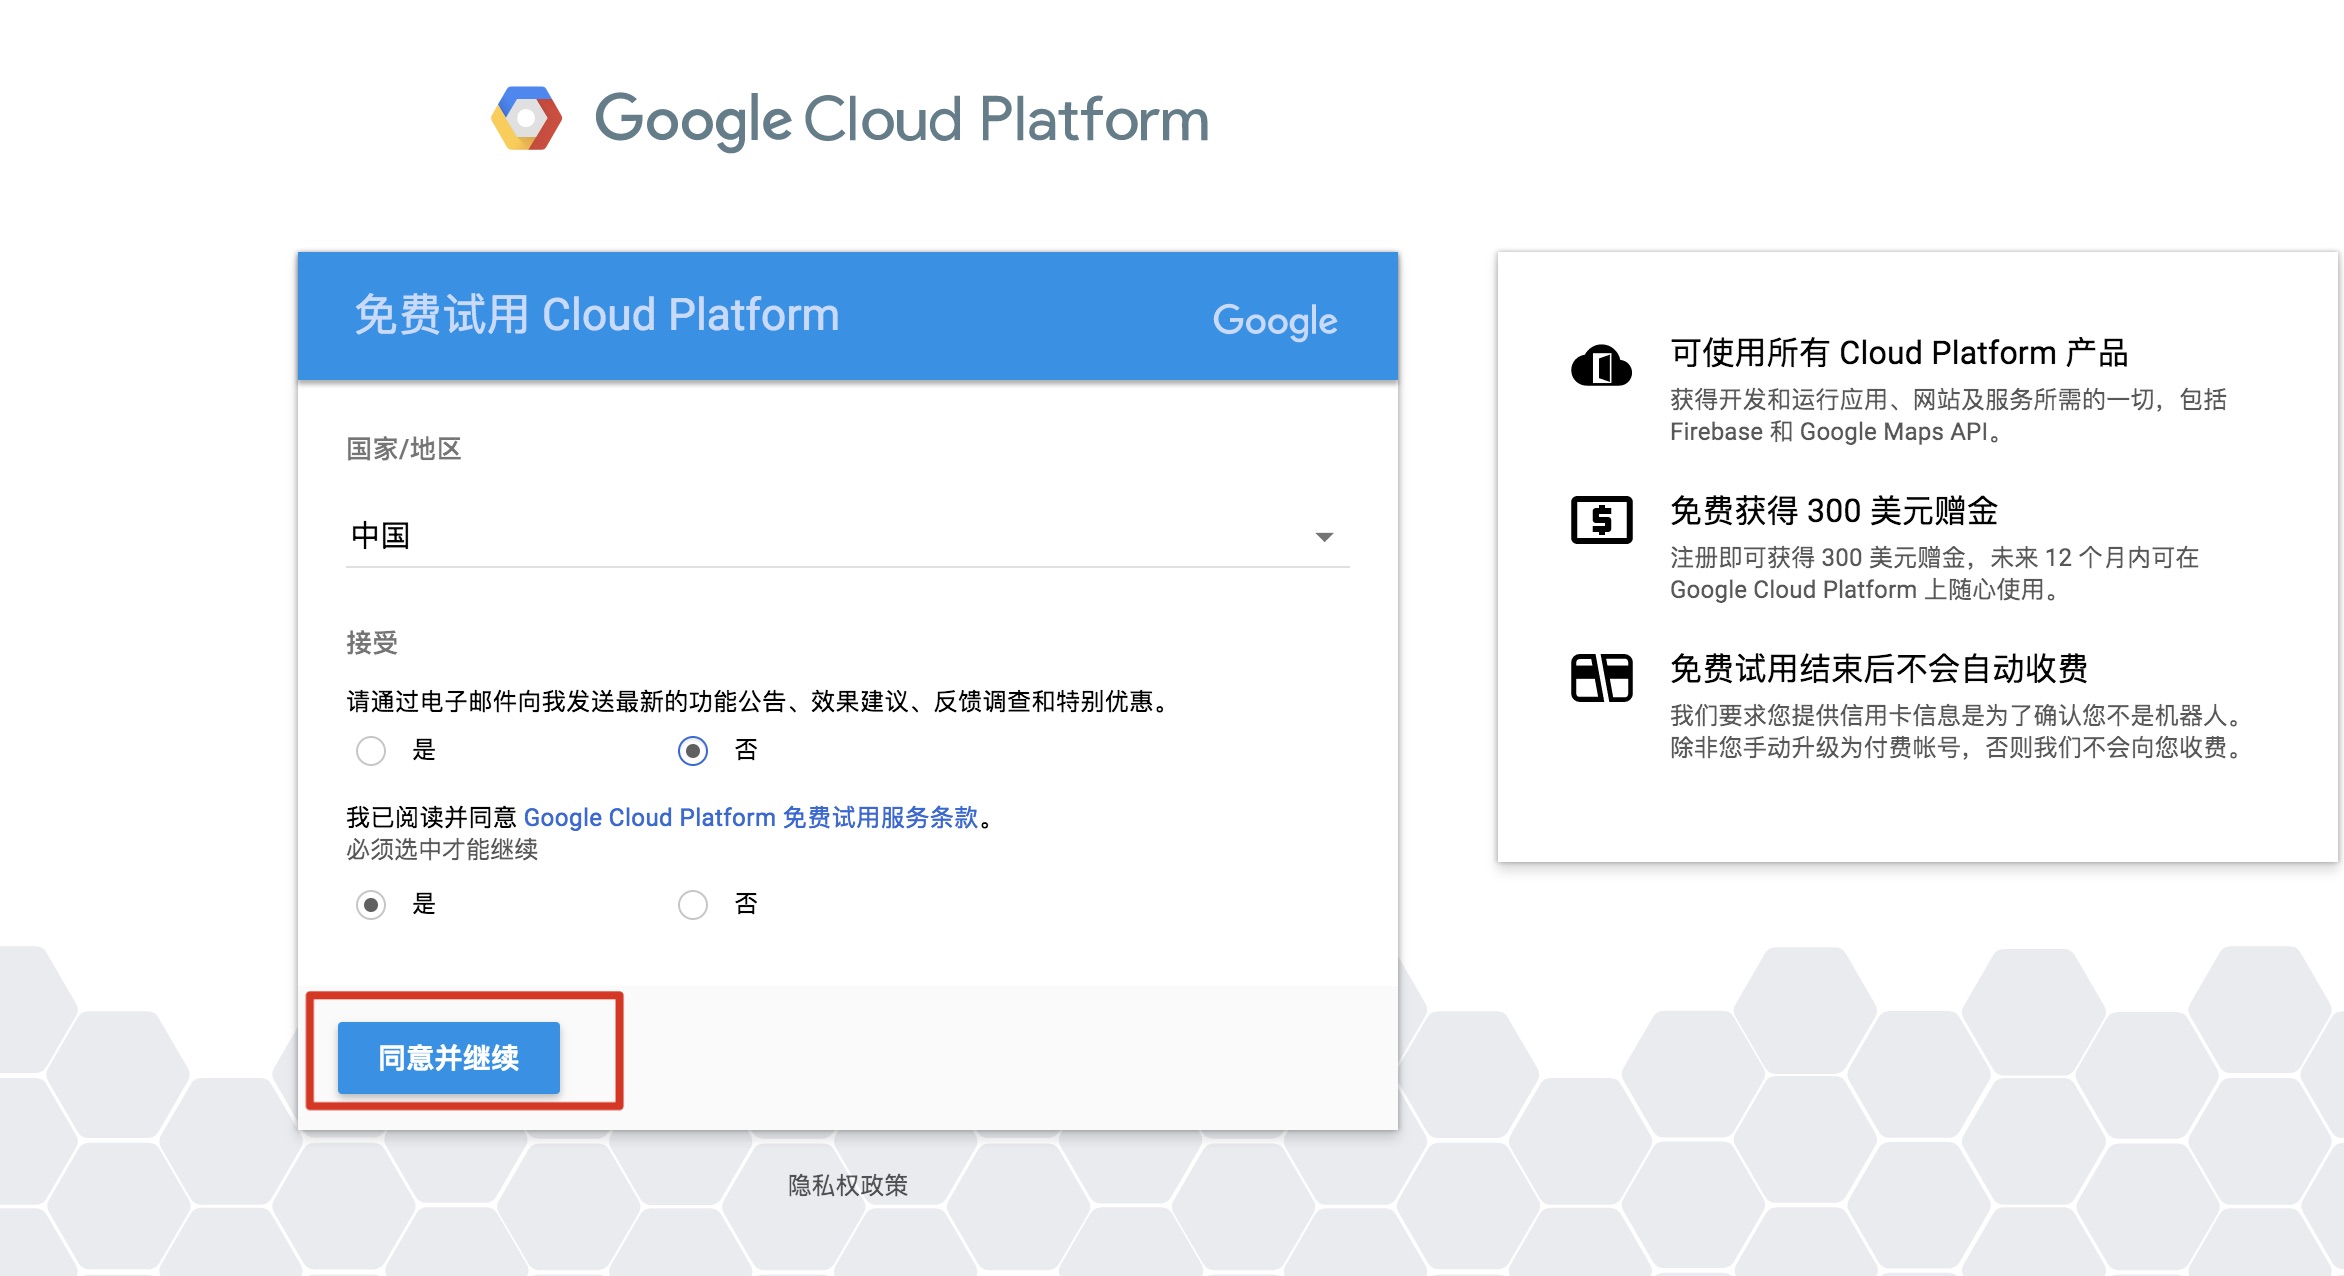 Google Cloud Platform
免费试用 Cloud Platform
Google
国家/地区
中国
接受
请通过电子邮件向我发送最新的功能公告、效果建议、反馈调查和特别优惠。
是 否
我已阅读并同意 Google Cloud Platform 免费试用服务条款。
必须选中才能继续
是 否
同意并继续
隐私权政策
可使用所有 Cloud Platform 产品
获得开发和运行应用、网站及服务所需的一切，包括
Firebase 和 Google Maps API。
免费获得 300 美元赠金
注册即可获得 300 美元赠金，未来 12 个月内可在
Google Cloud Platform 上随心使用。
免费试用结束后不会自动收费
我们要求您提供信用卡信息是为了确认您不是机器人。
除非您手动升级为付费帐号，否则我们不会向您收费。